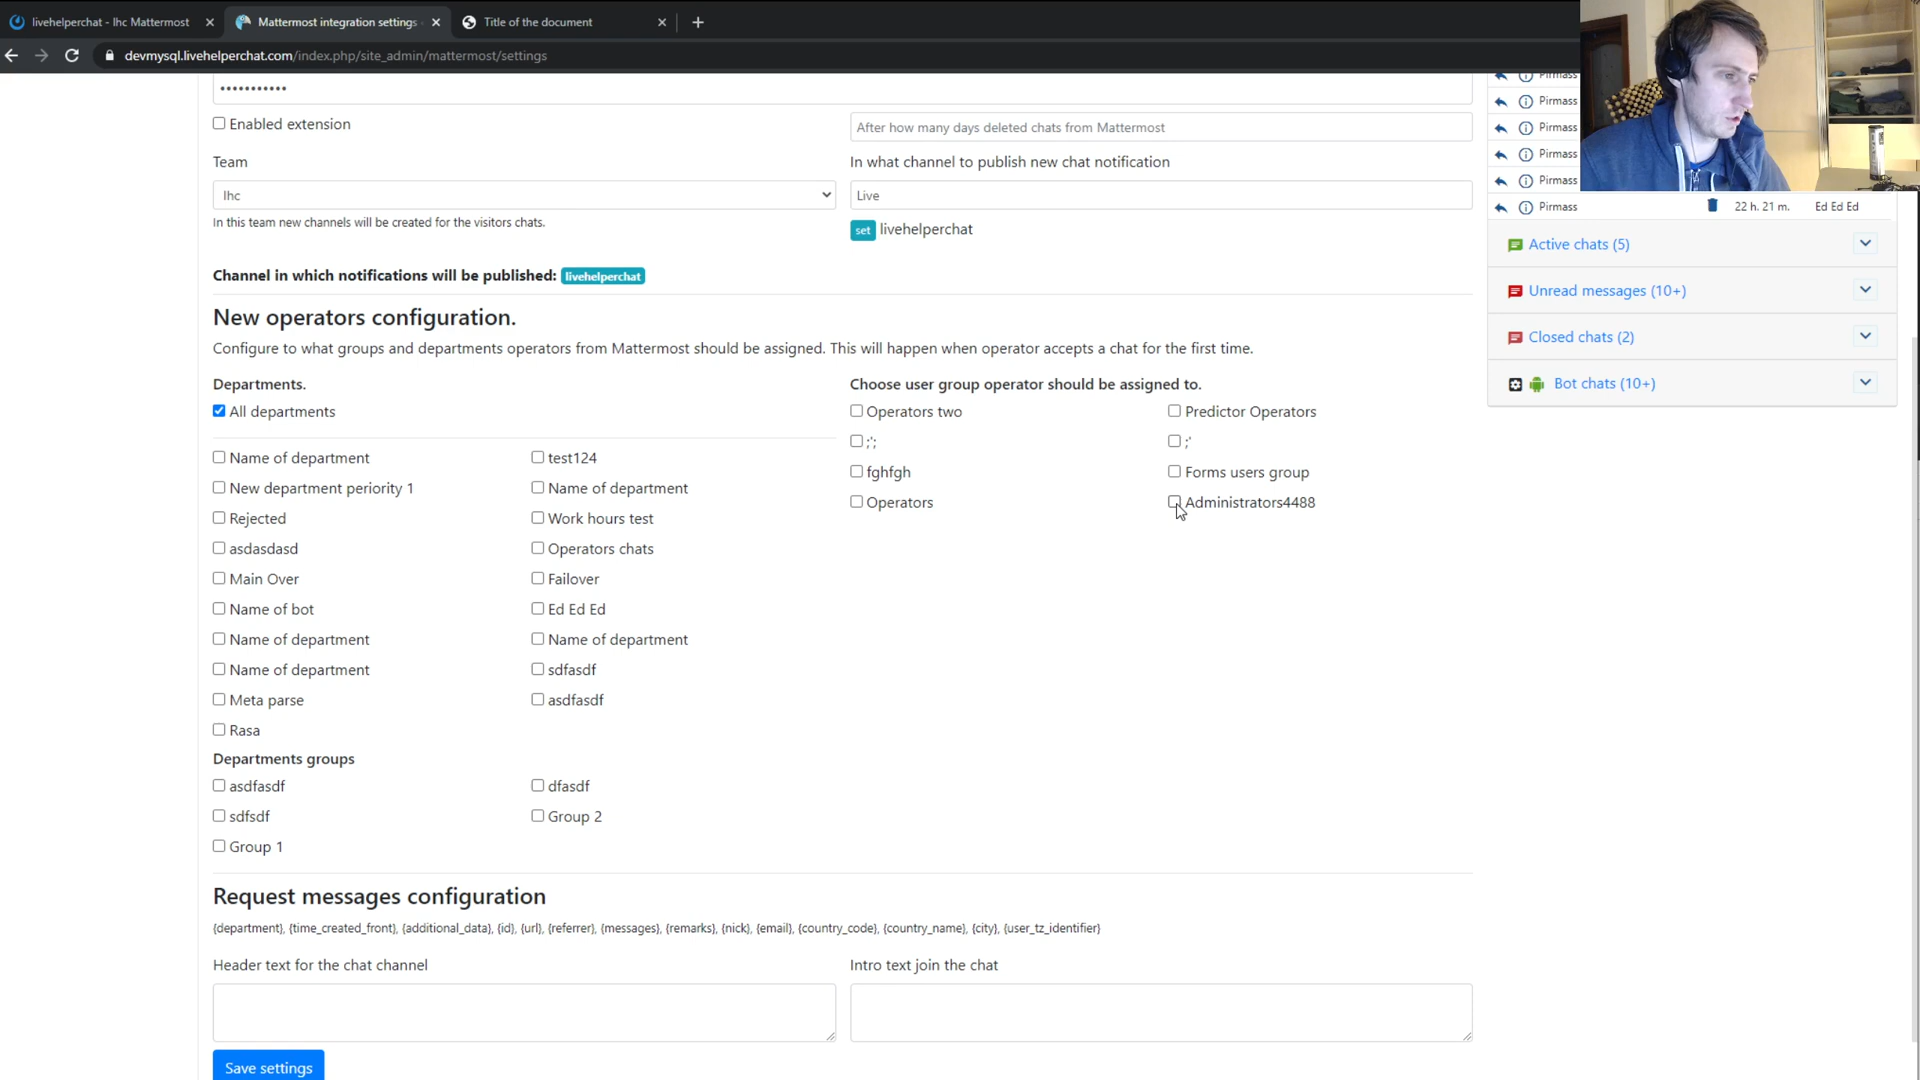 livehelperchat - lhc Mattermost
Mattermost integration settings
Title of the document
devmysql.livehelperchat.com/index.php/site_admin/mattermost/settings
•••••••••••
Enabled extension
After how many days deleted chats from Mattermost
Team
In what channel to publish new chat notification
lhc
Live
In this team new channels will be created for the visitors chats.
set livehelperchat
Channel in which notifications will be published: livehelperchat
New operators configuration.
Configure to what groups and departments operators from Mattermost should be assigned. This will happen when operator accepts a chat for the first time.
Departments.
All departments
Name of department
test124
New department periority 1
Name of department
Rejected
Work hours test
asdasdasd
Operators chats
Main Over
Failover
Name of bot
Ed Ed Ed
Name of department
Name of department
Name of department
sdfasdf
Meta parse
asdfasdf
Rasa
Departments groups
asdfasdf
dfasdf
sdfsdf
Group 2
Group 1
Choose user group operator should be assigned to.
Operators two
Predictor Operators
;';
;'
fghfgh
Forms users group
Operators
Administrators4488
Request messages configuration
{department}, {time_created_front}, {additional_data}, {id}, {url}, {referrer}, {messages}, {remarks}, {nick}, {email}, {country_code}, {country_name}, {city}, {user_tz_identifier}
Header text for the chat channel
Intro text join the chat
Save settings
Pirmass
Pirmass
Pirmass
Pirmass
Pirmass
Pirmass 22 h. 21 m. Ed Ed Ed
Active chats (5)
Unread messages (10+)
Closed chats (2)
Bot chats (10+)